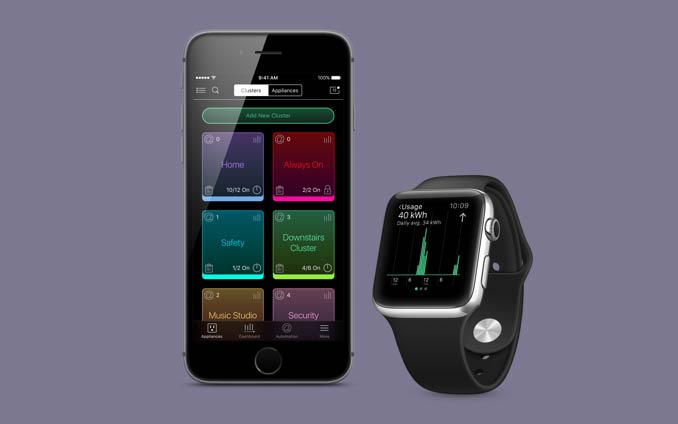 9:41 AM
100%
Clusters
Appliances
Add New Cluster
@ 0
Home
10/12 On
@ 0
Always On
2/2 On
@ 1
Safety
1/2 On
@ 3
Downstairs
Cluster
4/6 On
@ 2
Music Studio
@ 4
Security
Appliances
Dashboard
@
Automation
More
<Usage
10:09
40 kWh
Daily avg. 34 kWh
12
6
12
6